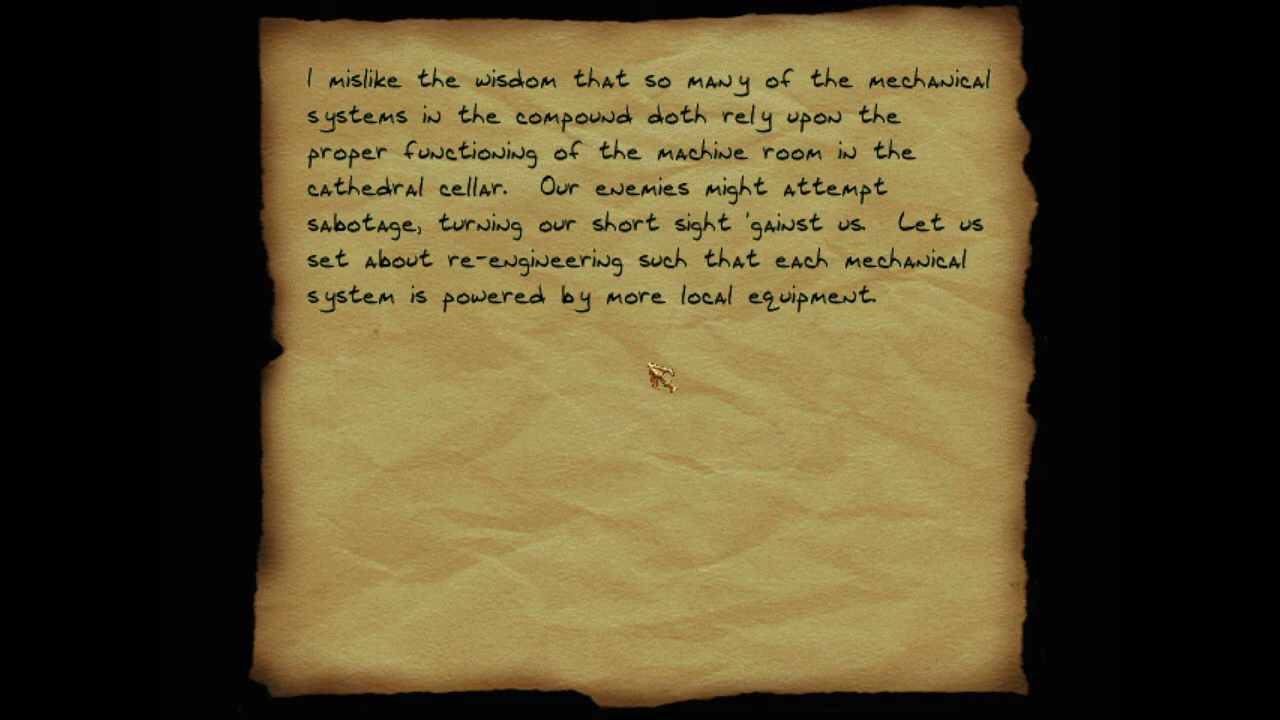 I mislike the wisdom that so many of the mechanical
systems in the compound doth rely upon the
proper functioning of the machine room in the
cathedral cellar.  Our enemies might attempt
sabotage, turning our short sight 'gainst us.  Let us
set about re-engineering such that each mechanical
system is powered by more local equipment.